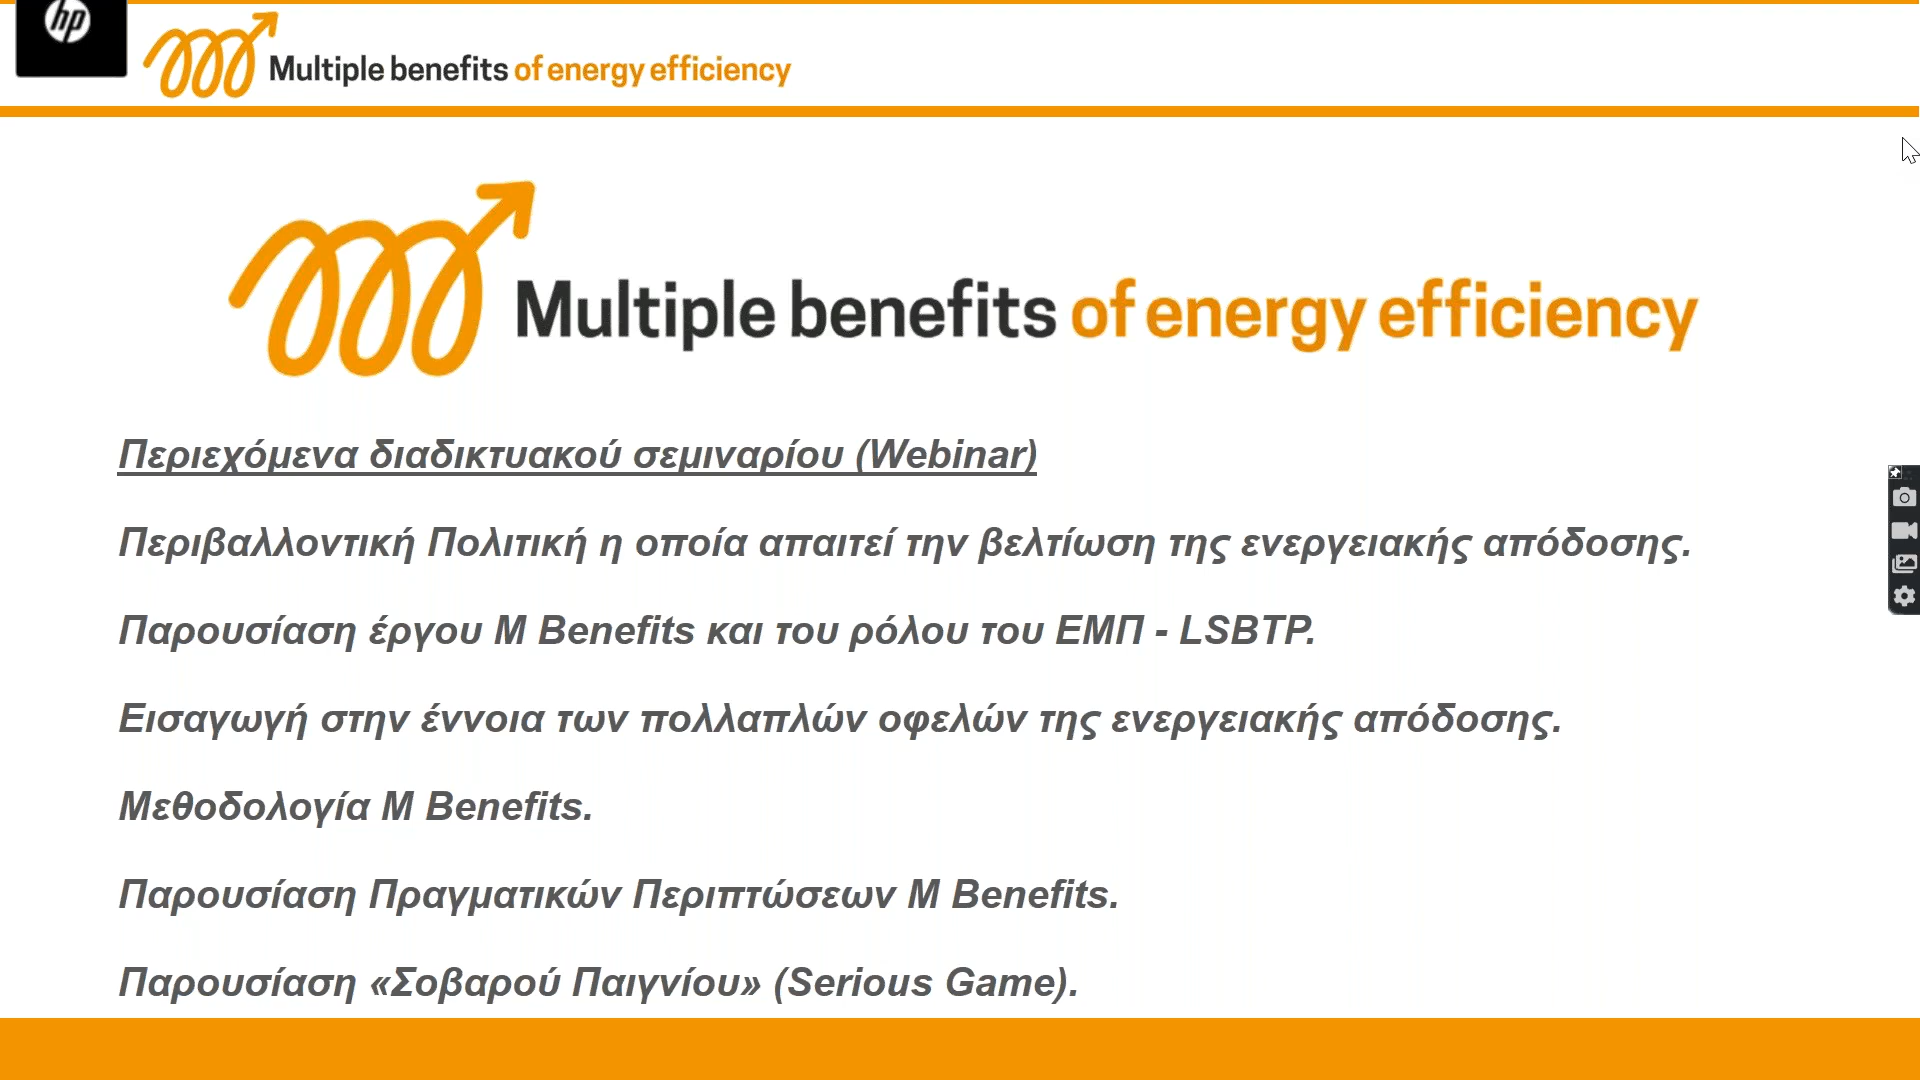 hp
Multiple benefits of energy efficiency
Multiple benefits of energy efficiency
Περιεχόμενα διαδικτυακού σεμιναρίου (Webinar)
Περιβαλλοντική Πολιτική η οποία απαιτεί την βελτίωση της ενεργειακής απόδοσης.
Παρουσίαση έργου M Benefits και του ρόλου του ΕΜΠ - LSBTP.
Εισαγωγή στην έννοια των πολλαπλών οφελών της ενεργειακής απόδοσης.
Μεθοδολογία M Benefits.
Παρουσίαση Πραγματικών Περιπτώσεων M Benefits.
Παρουσίαση «Σοβαρού Παιγνίου» (Serious Game).